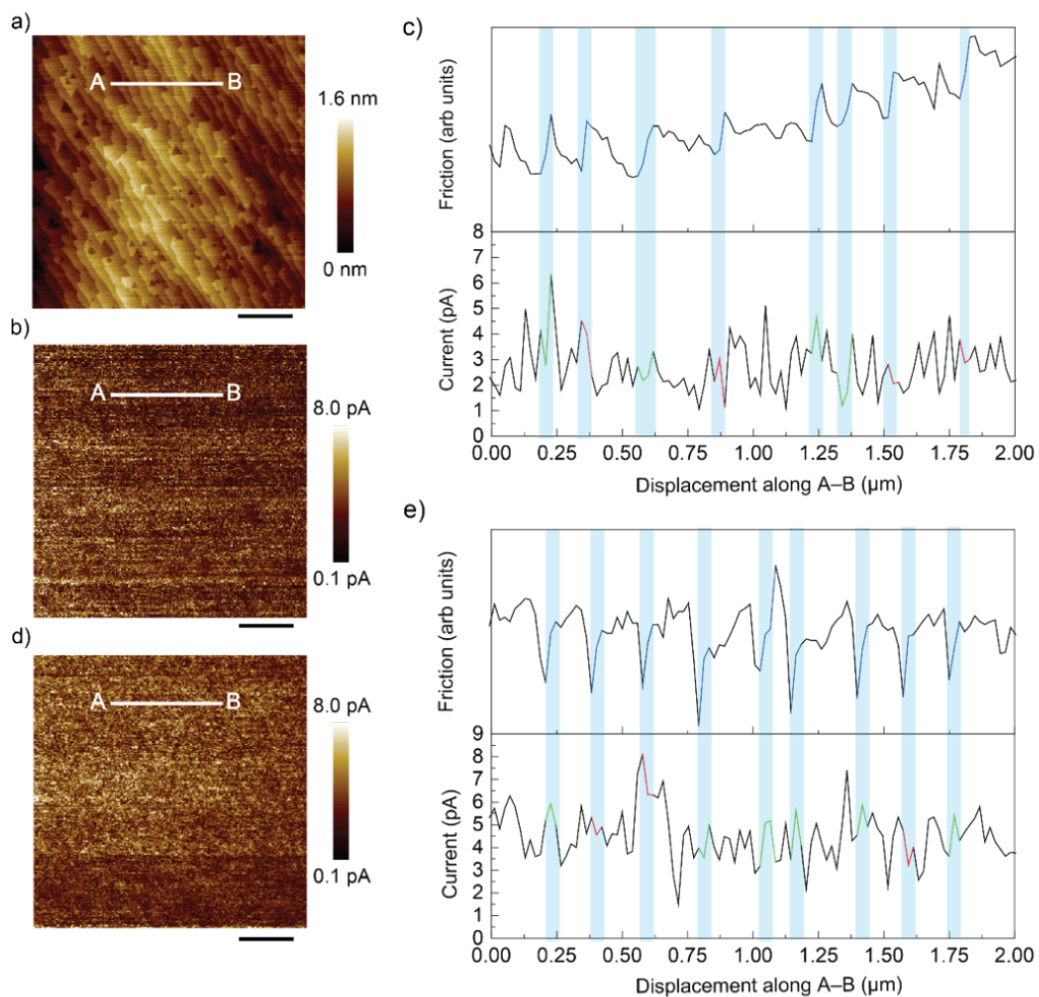 a)
A B
1.6 nm
0 nm
b)
A B
8.0 pA
0.1 pA
d)
A B
8.0 pA
0.1 pA
c)
Friction (arb units)
8
7
6
5
4
3
2
1
0
Current (pA)
0.00 0.25 0.50 0.75 1.00 1.25 1.50 1.75 2.00
Displacement along A–B (μm)
e)
Friction (arb units)
9
8
7
6
5
4
3
2
1
0
Current (pA)
0.00 0.25 0.50 0.75 1.00 1.25 1.50 1.75 2.00
Displacement along A–B (μm)